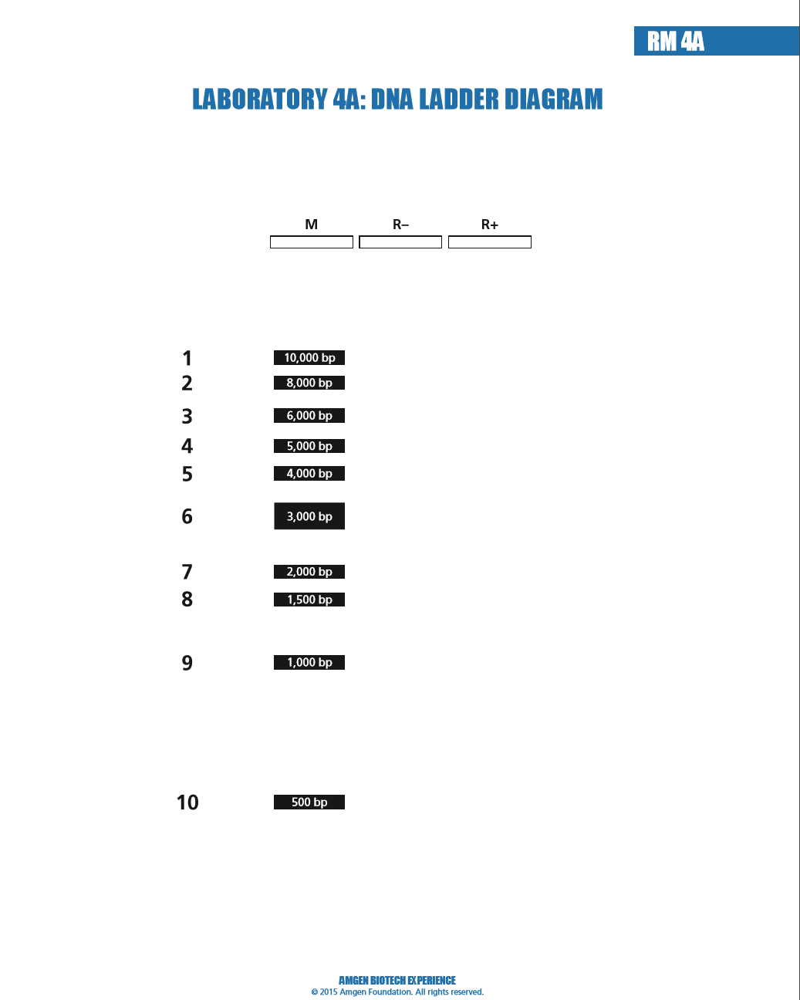 RM 4A
LABORATORY 4A: DNA LADDER DIAGRAM
M R– R+
1 10,000 bp
2 8,000 bp
3 6,000 bp
4 5,000 bp
5 4,000 bp
6 3,000 bp
7 2,000 bp
8 1,500 bp
9 1,000 bp
10 500 bp
AMGEN BIOTECH EXPERIENCE
© 2015 Amgen Foundation. All rights reserved.